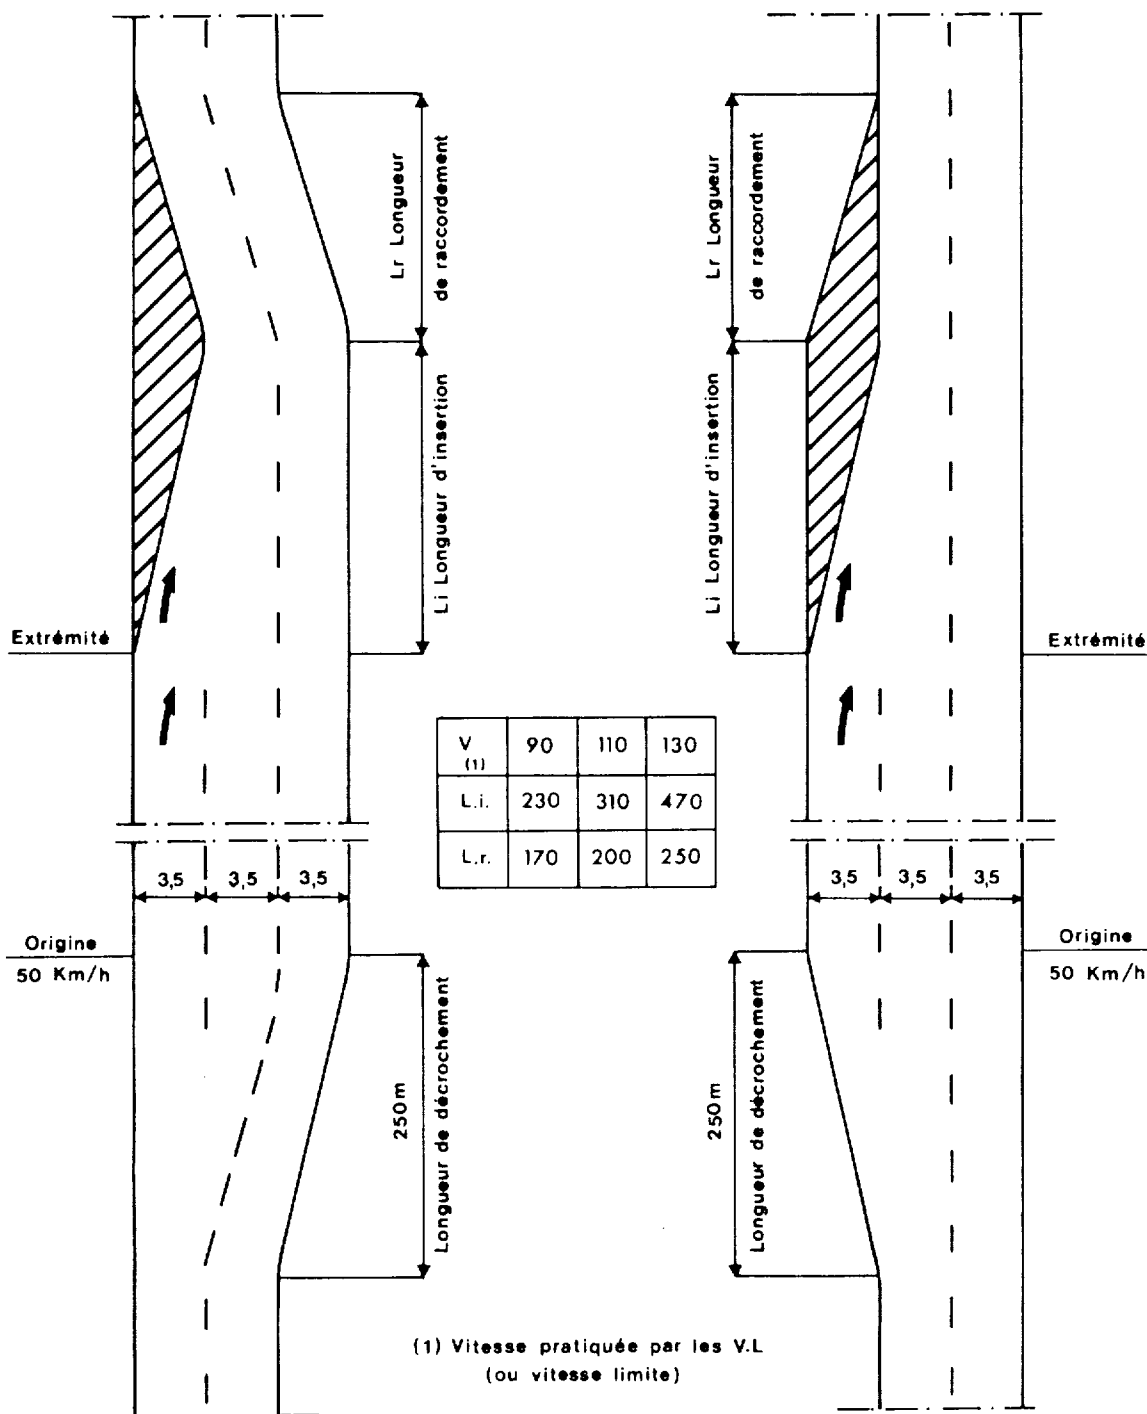 Lr Longueur
de raccordement
Li Longueur d'insertion
Lr Longueur
de raccordement
Li Longueur d'insertion
Extrémité
Extrémité
V (1) 90 110 130
L.i. 230 310 470
L.r. 170 200 250
3,5 3,5 3,5
3,5 3,5 3,5
Origine
50 Km/h
Origine
50 Km/h
250m
Longueur de décrochement
250m
Longueur de décrochement
(1) Vitesse pratiquée par les V.L
(ou vitesse limite)